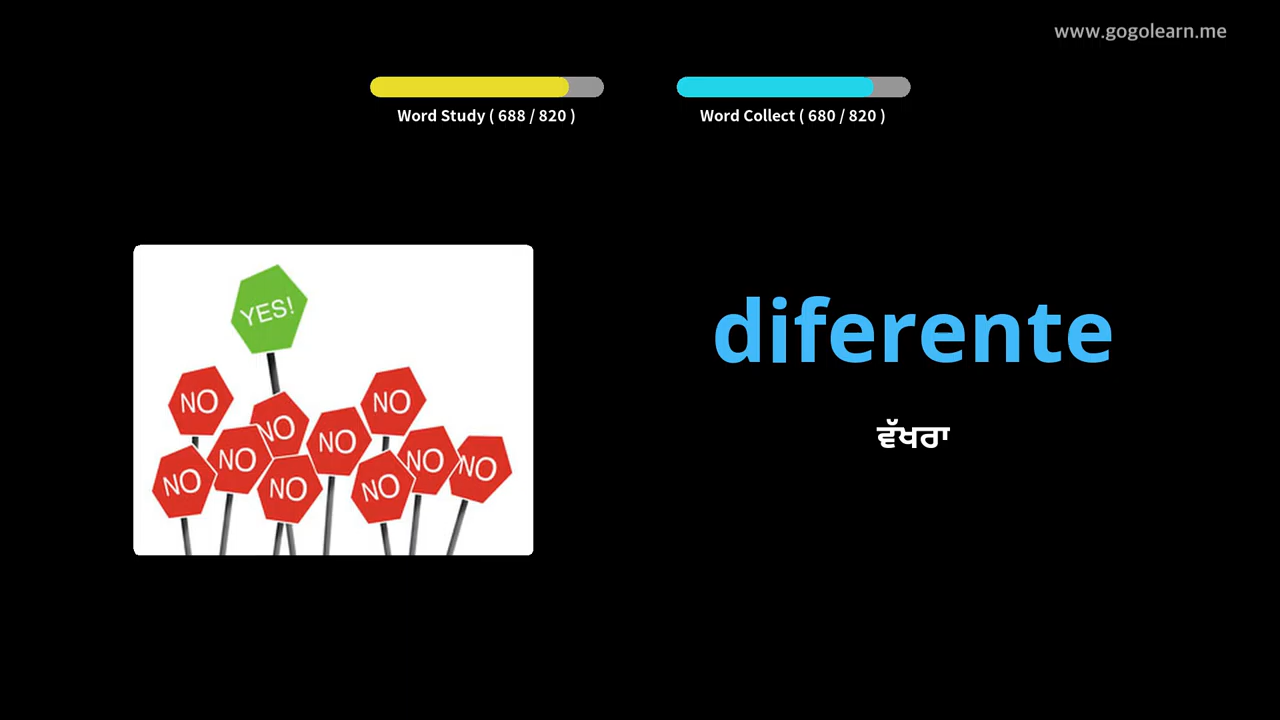 www.gogolearn.me
Word Study ( 688 / 820 )
Word Collect ( 680 / 820 )
YES!
NO
NO
NO
NO
NO
NO
NO
NO
NO
NO
diferente
ਵੱਖਰਾ